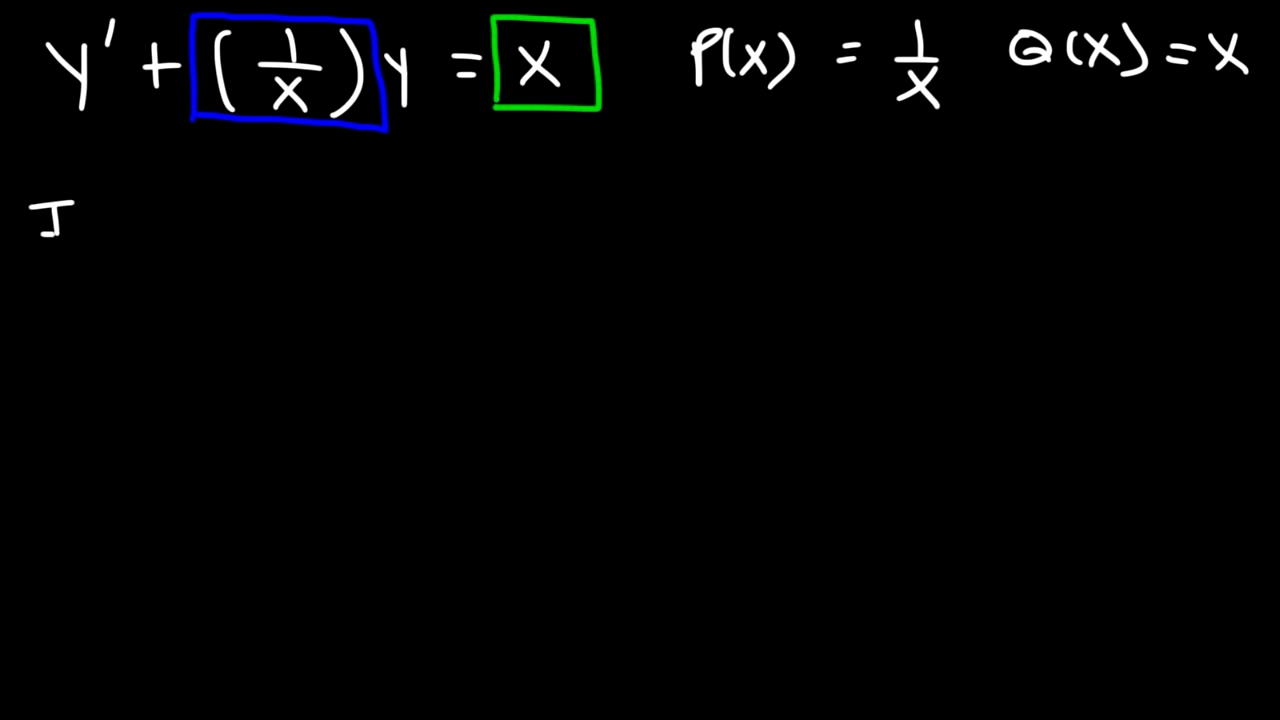 y' + (1/x) y = x    P(x) = 1/x    Q(x) = x
I